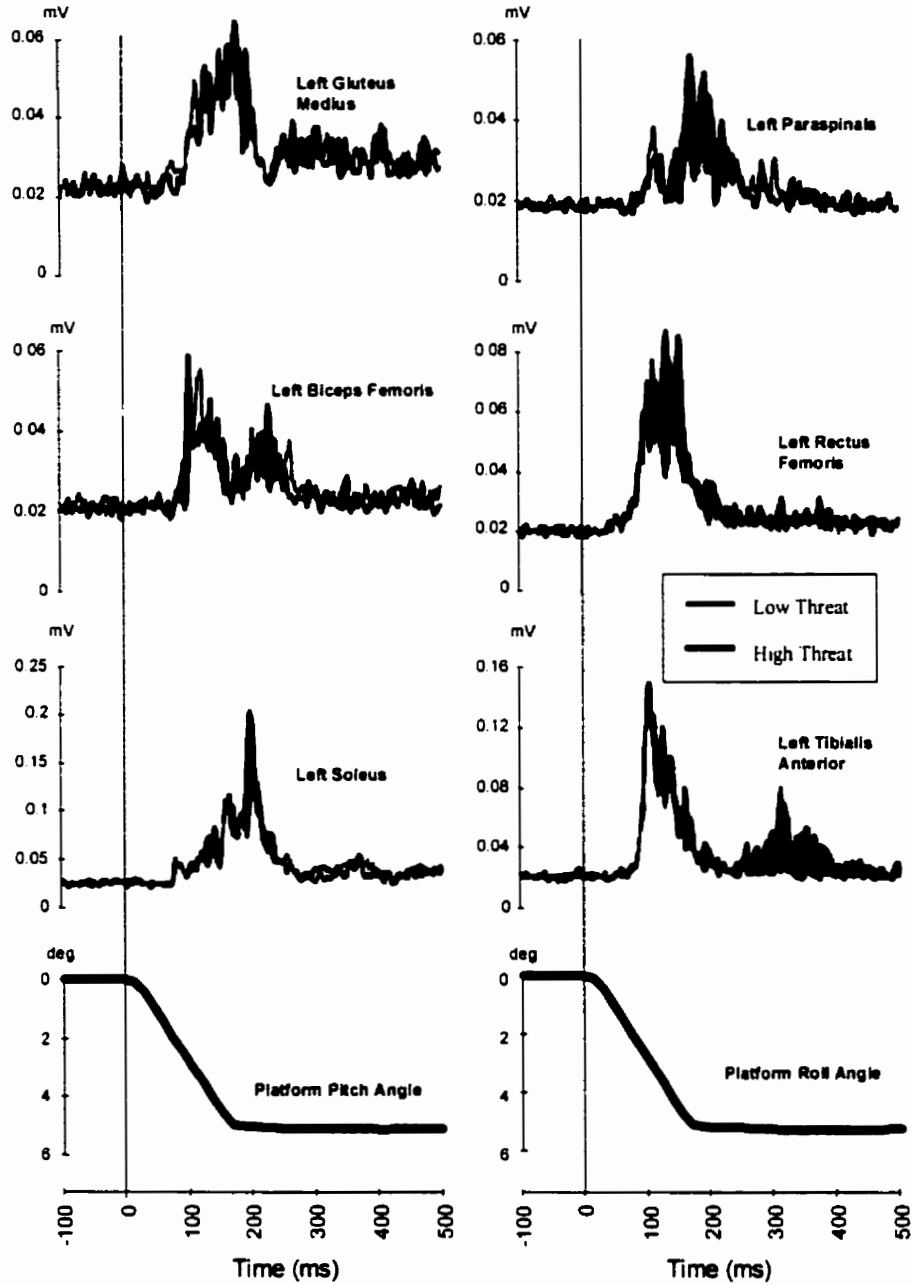 mV
0.06
0.04
0.02
0
Left Gluteus
Medius
mV
0.06
0.04
0.02
0
Left Paraspinals
mV
0.06
0.04
0.02
0
Left Biceps Femoris
mV
0.08
0.06
0.04
0.02
0
Left Rectus
Femoris
Low Threat
High Threat
mV
0.25
0.2
0.15
0.1
0.05
0
Left Soleus
mV
0.16
0.12
0.08
0.04
0
Left Tibialis
Anterior
deg
0
2
4
6
Platform Pitch Angle
-100
0
100
200
300
400
500
Time (ms)
deg
0
2
4
6
Platform Roll Angle
-100
0
100
200
300
400
500
Time (ms)